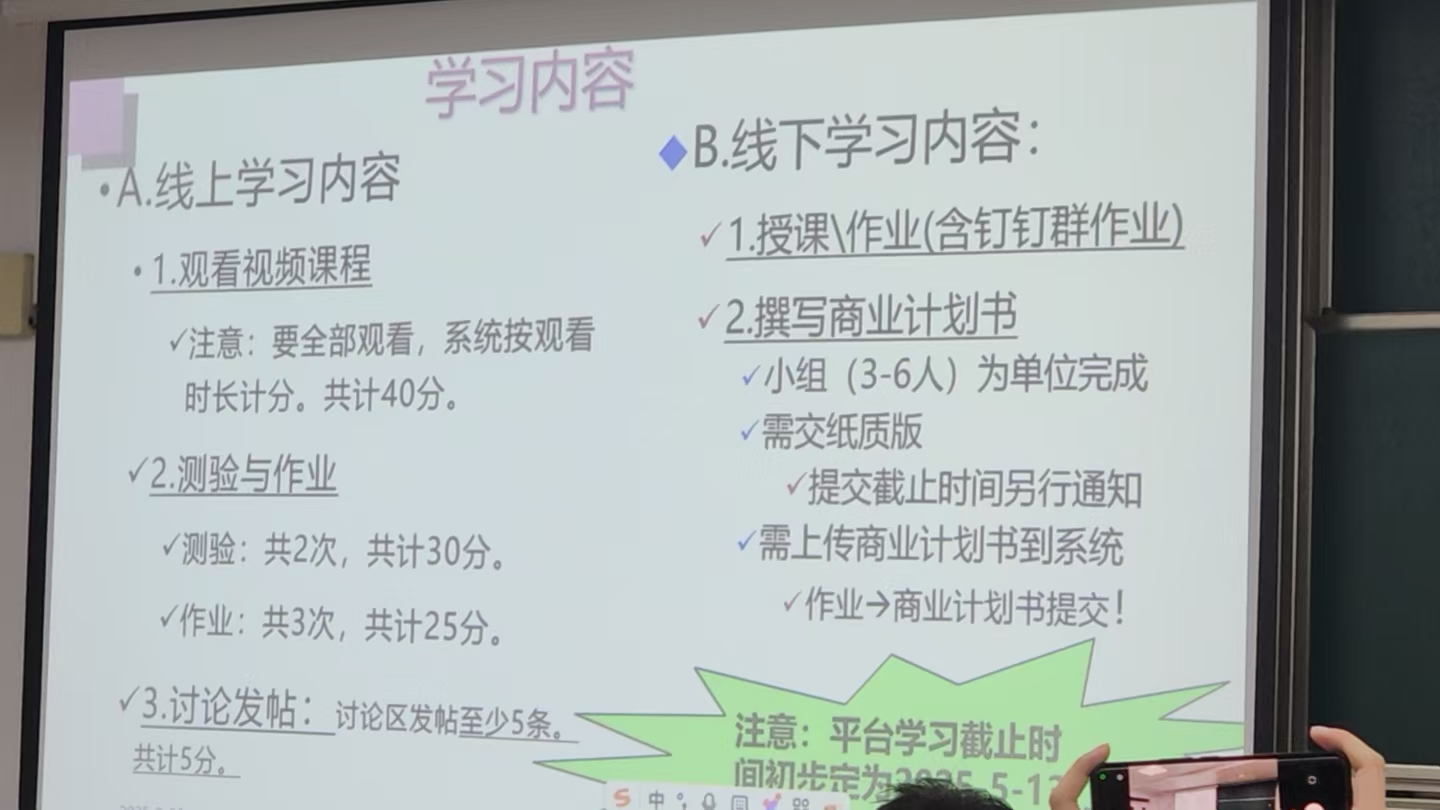 学习内容
•A.线上学习内容
•1.观看视频课程
✓注意：要全部观看，系统按观看
时长计分。共计40分。
✓2.测验与作业
✓测验：共2次，共计30分。
✓作业：共3次，共计25分。
✓3.讨论发帖：讨论区发帖至少5条。
共计5分。
◆B.线下学习内容：
✓1.授课\作业(含钉钉群作业)
✓2.撰写商业计划书
✓小组（3-6人）为单位完成
✓需交纸质版
✓提交截止时间另行通知
✓需上传商业计划书到系统
✓作业→商业计划书提交！
注意：平台学习截止时
间初步定为2025-5-1
中